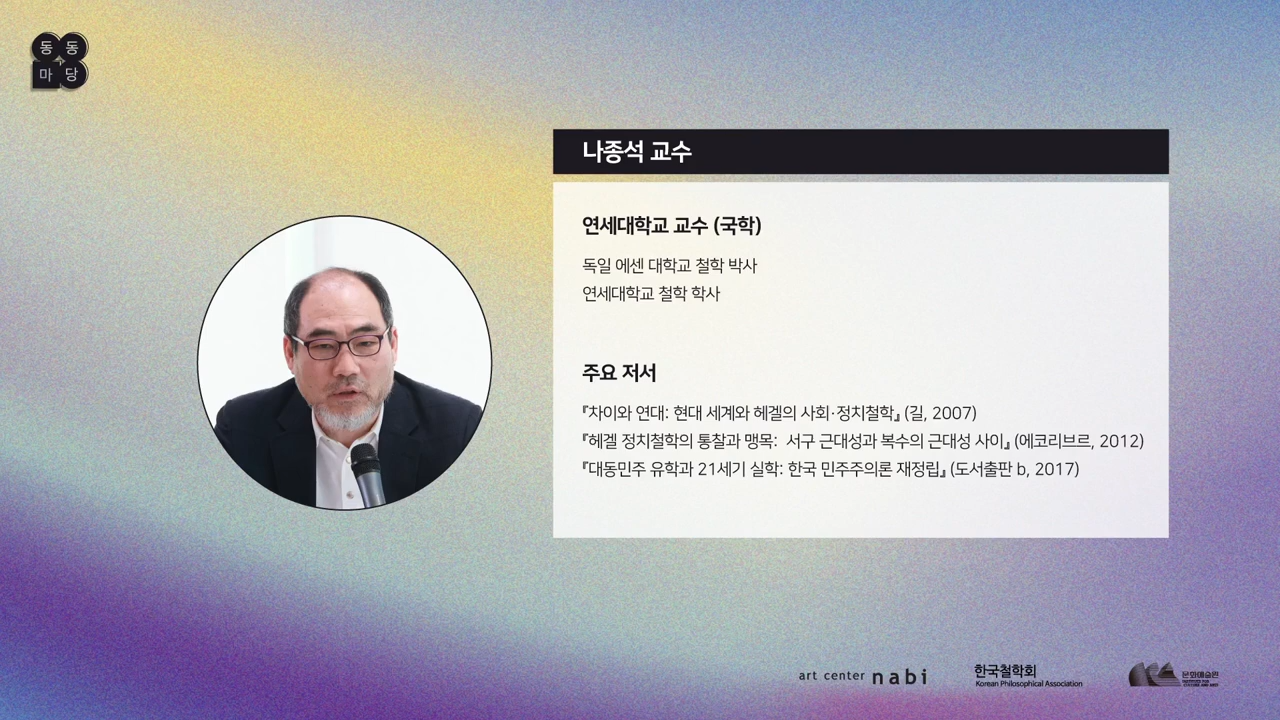 동동
마당
나종석 교수
연세대학교 교수 (국학)
독일 에센 대학교 철학 박사
연세대학교 철학 학사
주요 저서
『차이와 연대: 현대 세계와 헤겔의 사회·정치철학』 (길, 2007)
『헤겔 정치철학의 통찰과 맹목: 서구 근대성과 복수의 근대성 사이』 (에코리브르, 2012)
『대동민주 유학과 21세기 실학: 한국 민주주의론 재정립』 (도서출판 b, 2017)
art center nabi
한국철학회
Korean Philosophical Association
문화예술원
INSTITUTE FOR
CULTURE AND ARTS